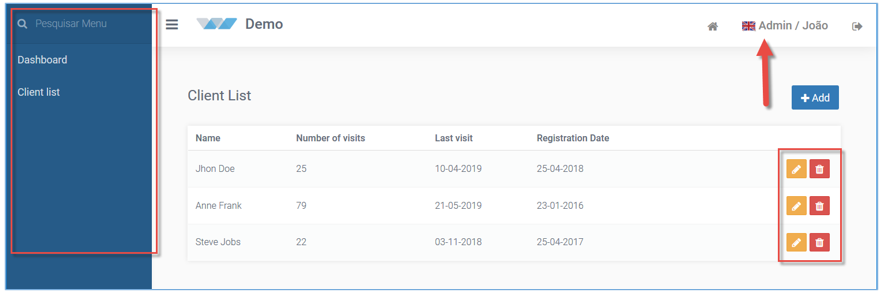 Pesquisar Menu
Demo
Admin / João
Dashboard
Client list
Client List
Add
Name Number of visits Last visit Registration Date
Jhon Doe 25 10-04-2019 25-04-2018
Anne Frank 79 21-05-2019 23-01-2016
Steve Jobs 22 03-11-2018 25-04-2017